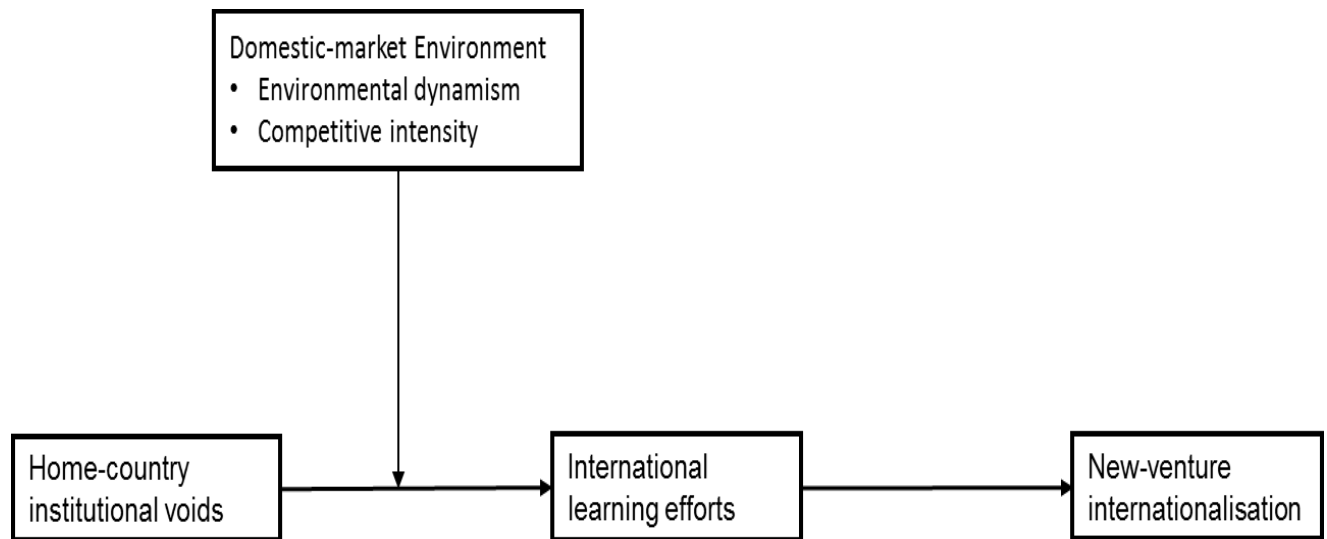 Domestic-market Environment
• Environmental dynamism
• Competitive intensity
Home-country
institutional voids
International
learning efforts
New-venture
internationalisation